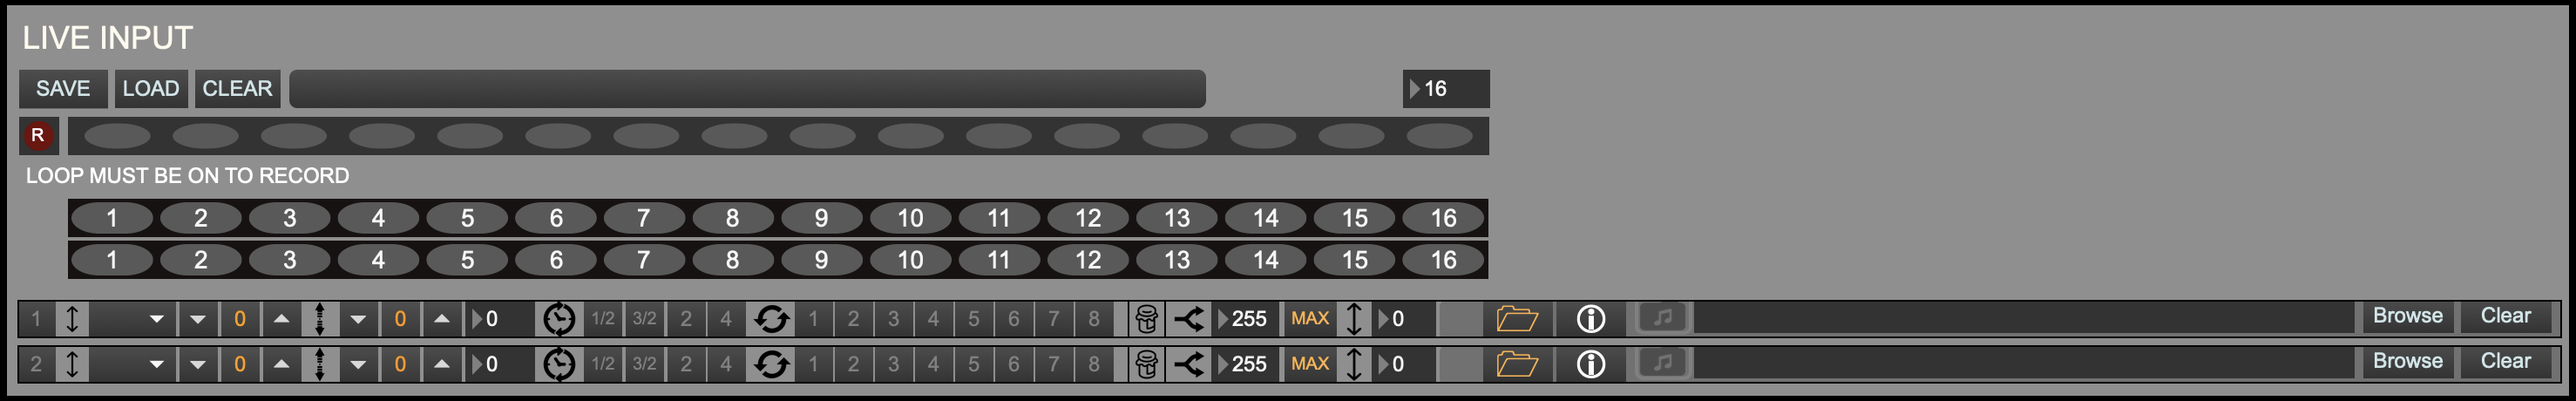 LIVE INPUT
SAVE LOAD CLEAR 16
R
LOOP MUST BE ON TO RECORD
1 2 3 4 5 6 7 8 9 10 11 12 13 14 15 16
1 2 3 4 5 6 7 8 9 10 11 12 13 14 15 16
1 0 0 0 1/2 3/2 2 4 1 2 3 4 5 6 7 8 255 MAX 0 Browse Clear
2 0 0 0 1/2 3/2 2 4 1 2 3 4 5 6 7 8 255 MAX 0 Browse Clear